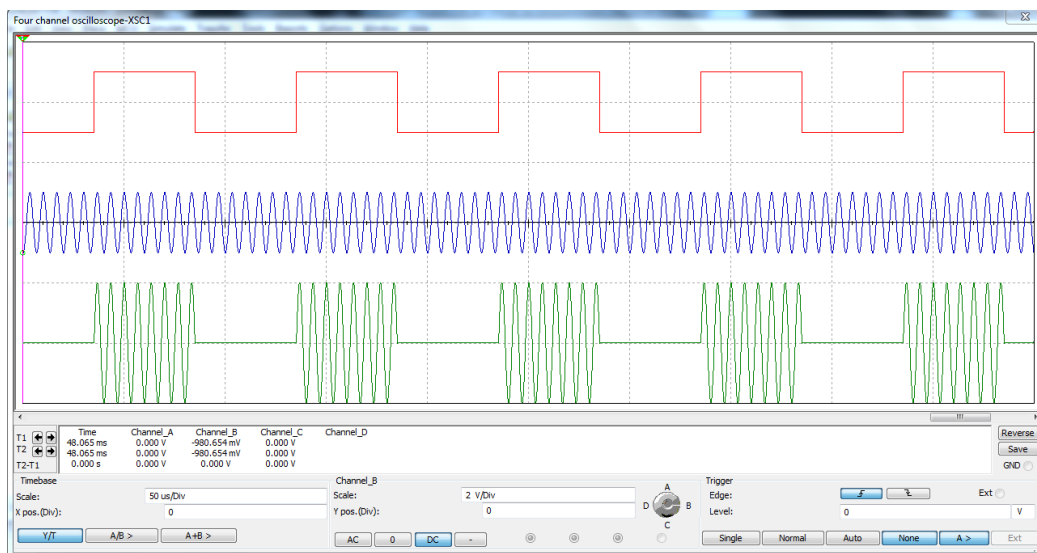 Four channel oscilloscope-XSC1
Time Channel_A Channel_B Channel_C Channel_D
T1 48.065 ms 0.000 V -980.654 mV 0.000 V
T2 48.065 ms 0.000 V -980.654 mV 0.000 V
T2-T1 0.000 s 0.000 V 0.000 V 0.000 V
Reverse
Save
GND
Timebase
Scale: 50 us/Div
X pos.(Div): 0
Y/T A/B > A+B >
Channel_B
Scale: 2 V/Div
Y pos.(Div): 0
AC 0 DC -
A
D B
C
Trigger
Edge: Ext
Level: 0 V
Single Normal Auto None A > Ext